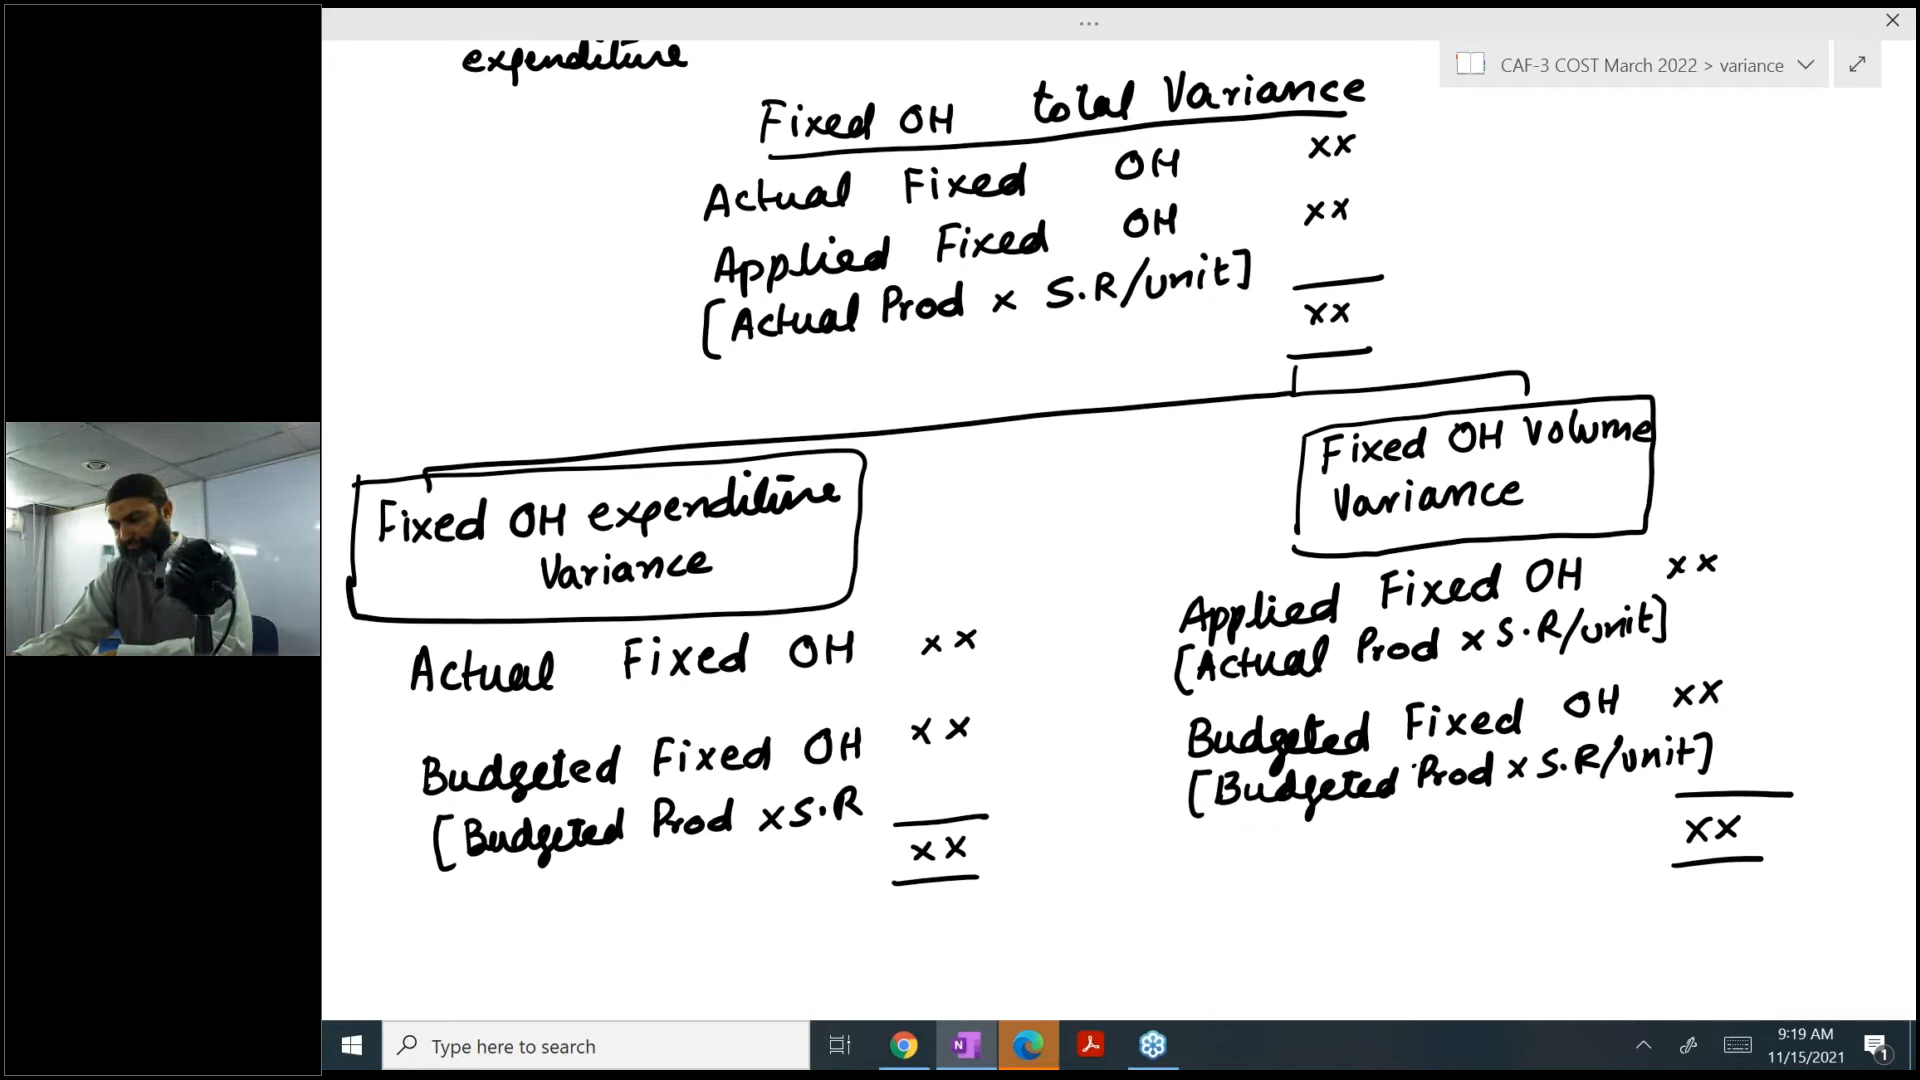 expenditure
CAF-3 COST March 2022 > variance
Fixed OH total Variance
Actual Fixed OH xx
Applied Fixed OH xx
[Actual Prod x S.R/unit]
xx
Fixed OH expenditure
Variance
Actual Fixed OH xx
Budgeted Fixed OH xx
[Budgeted Prod x S.R
xx
Fixed OH Volume
Variance
Applied Fixed OH xx
[Actual Prod x S.R/unit]
Budgeted Fixed OH xx
[Budgeted Prod x S.R/unit]
xx
Type here to search
N
9:19 AM
11/15/2021
1